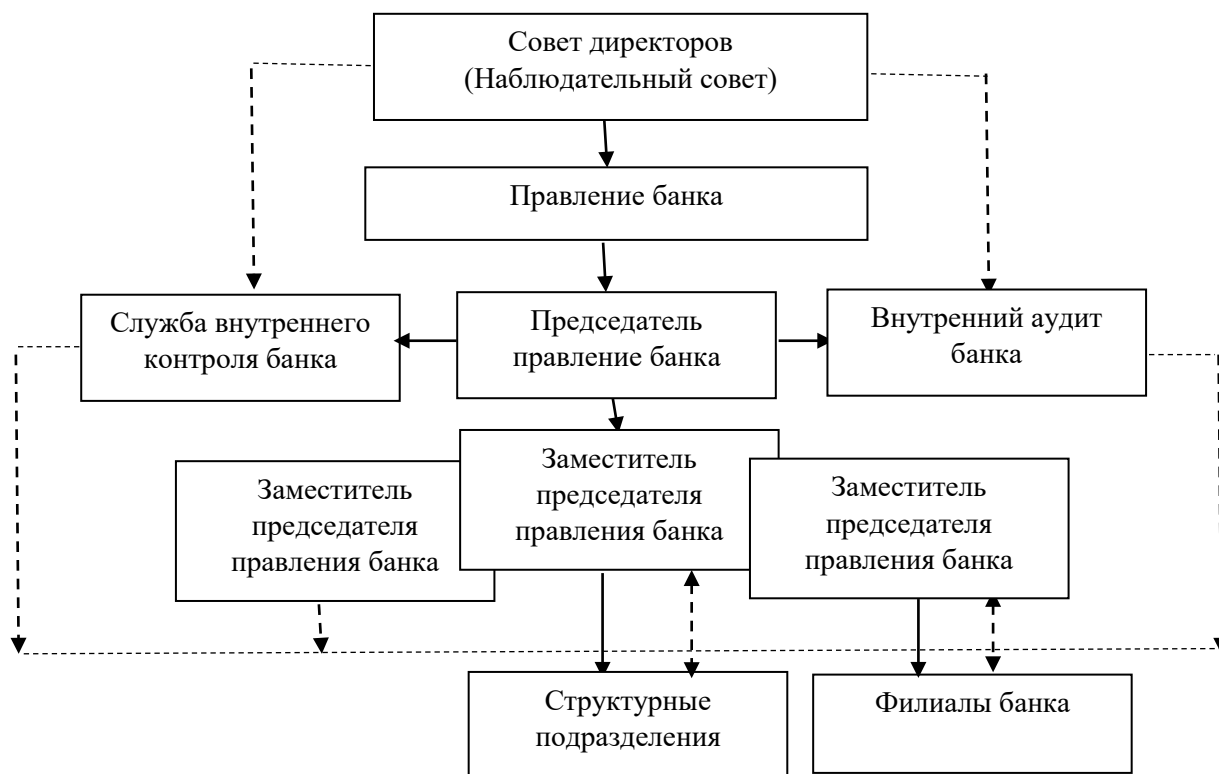 Совет директоров
(Наблюдательный совет)
Правление банка
Служба внутреннего
контроля банка
Председатель
правление банка
Внутренний аудит
банка
Заместитель
председателя
правления банка
Заместитель
председателя
правления банка
Заместитель
председателя
правления банка
Структурные
подразделения
Филиалы банка